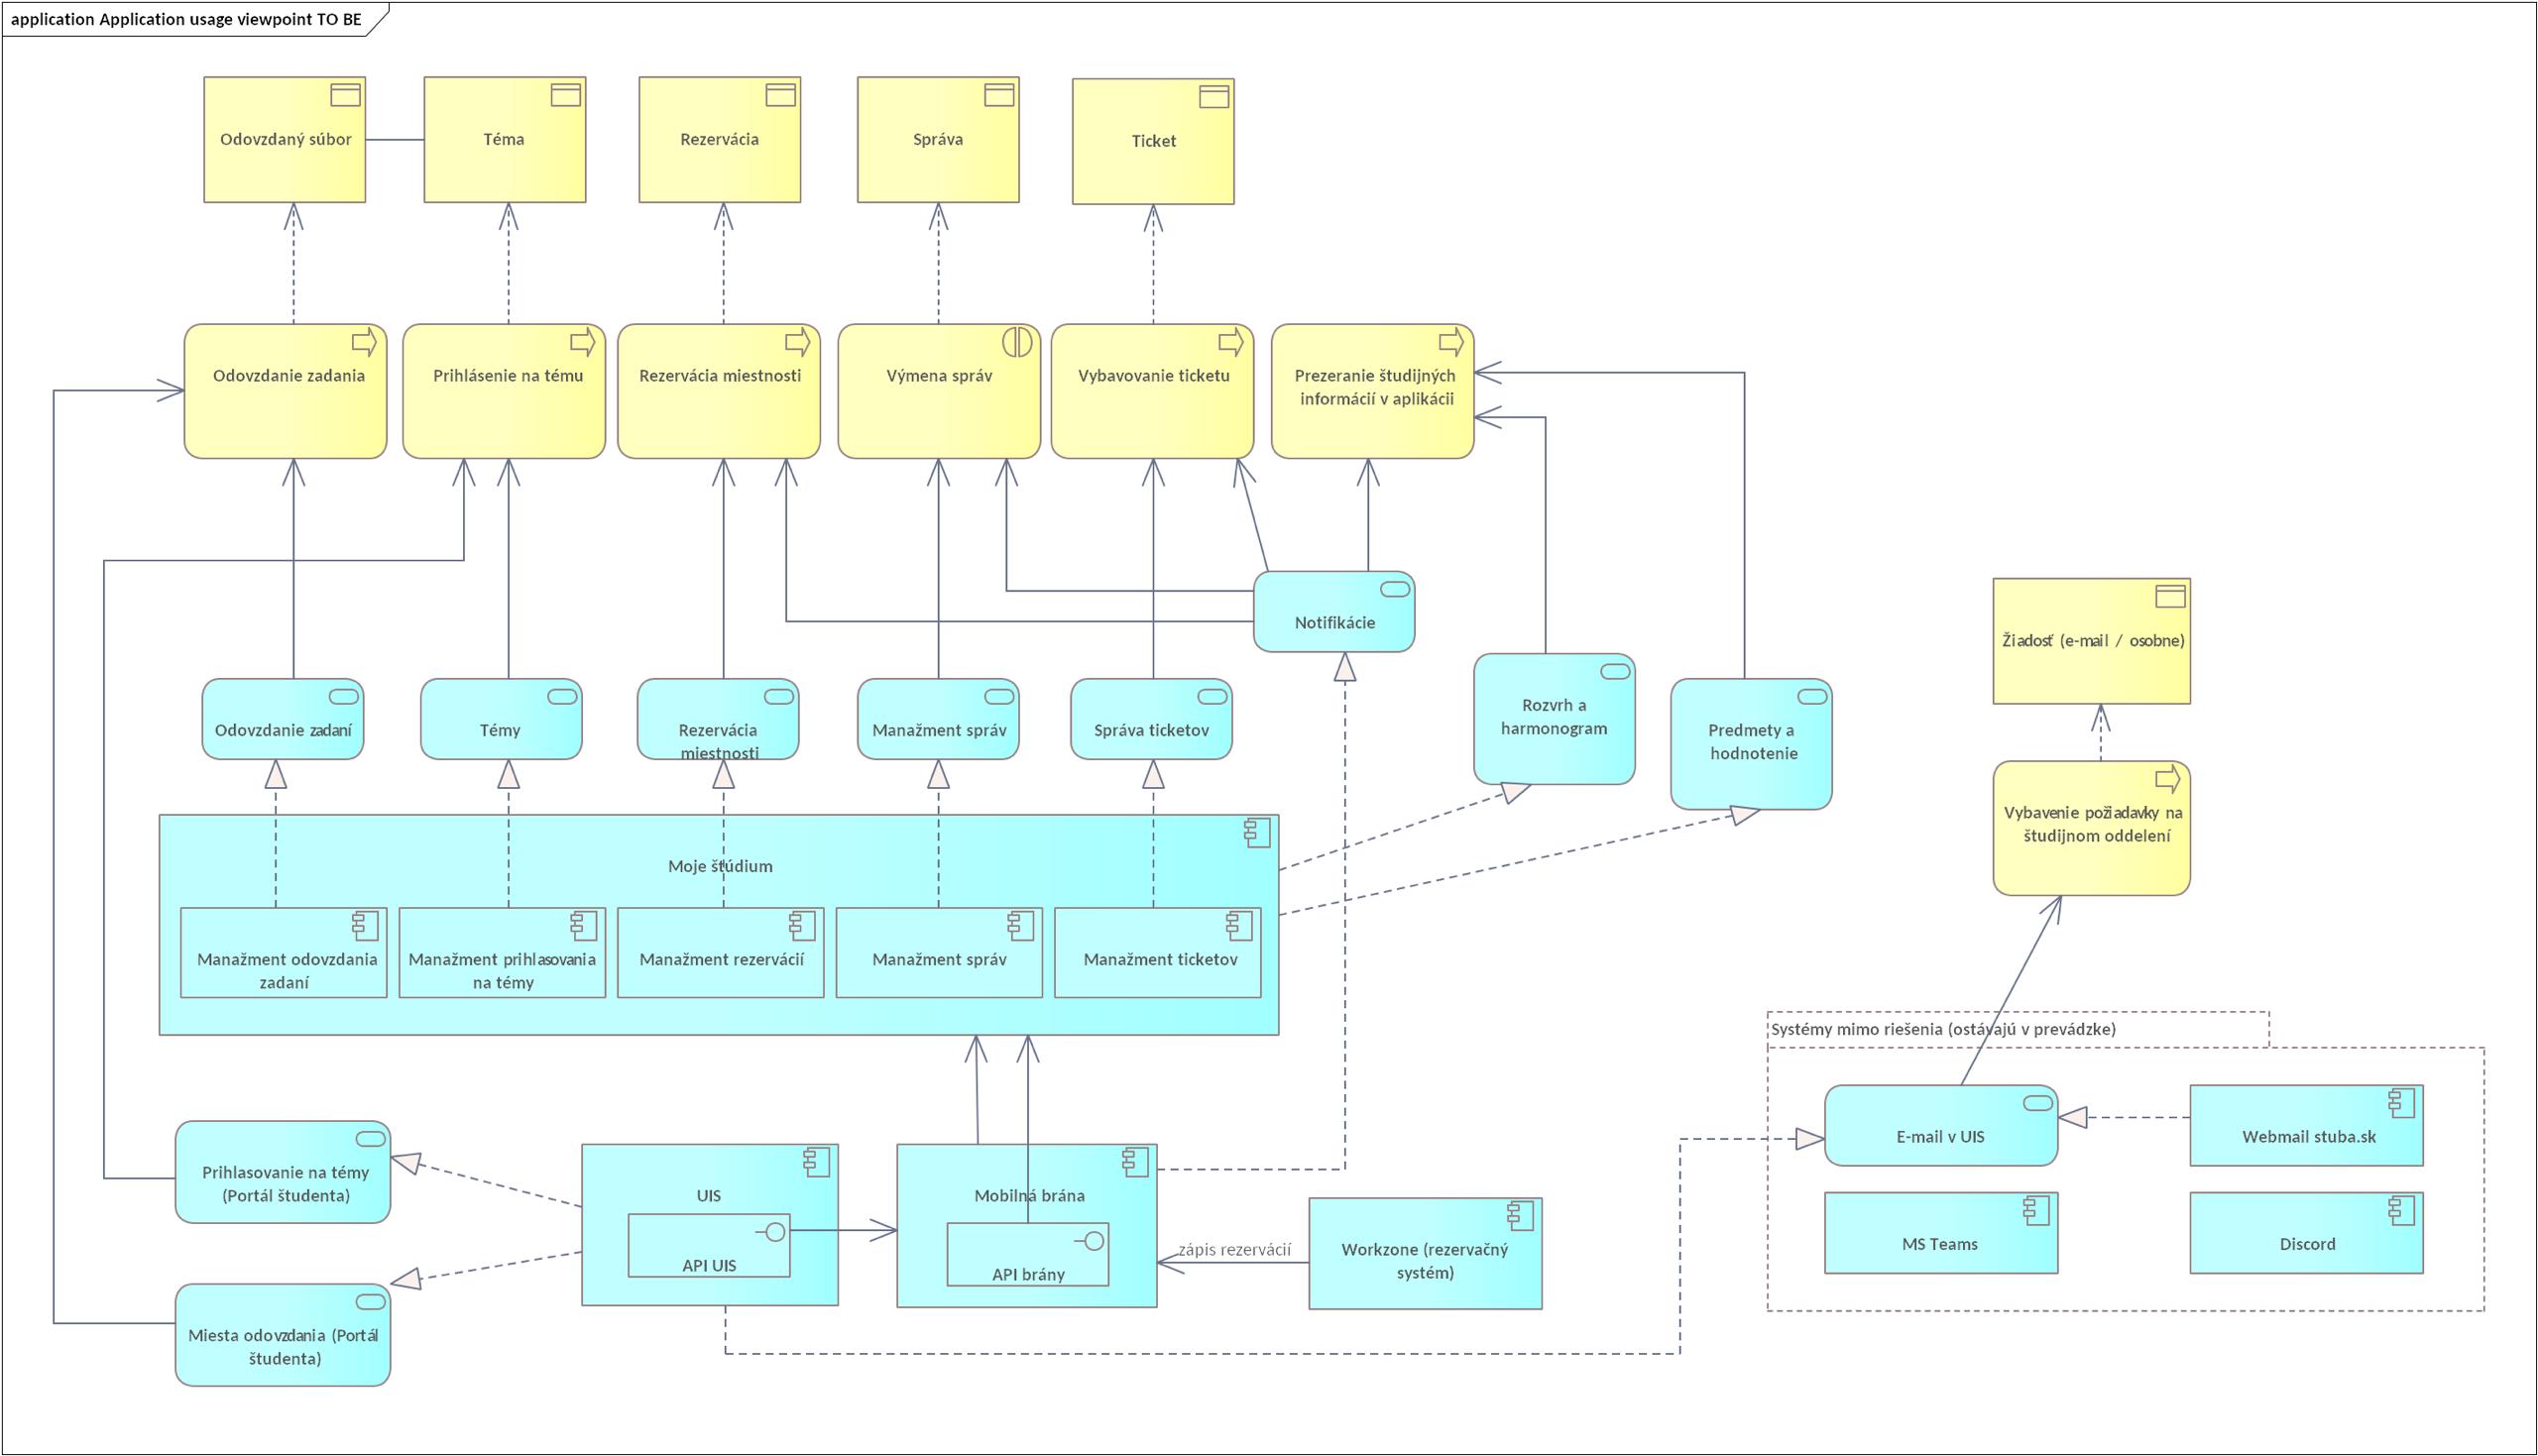 application Application usage viewpoint TO BE
Odovzdaný súbor
Téma
Rezervácia
Správa
Ticket
Odovzdanie zadania
Prihlásenie na tému
Rezervácia miestnosti
Výmena správ
Vybavovanie ticketu
Prezeranie študijných
informácií v aplikácii
Notifikácie
Žiadosť (e-mail / osobne)
Odovzdanie zadaní
Témy
Rezervácia
miestnosti
Manažment správ
Správa ticketov
Rozvrh a
harmonogram
Predmety a
hodnotenie
Vybavenie požiadavky na
študijnom oddelení
Moje štúdium
Manažment odovzdania
zadaní
Manažment prihlasovania
na témy
Manažment rezervácií
Manažment správ
Manažment ticketov
Systémy mimo riešenia (ostávajú v prevádzke)
Prihlasovanie na témy
(Portál študenta)
UIS
API UIS
Mobilná brána
API brány
zápis rezervácií
Workzone (rezervačný
systém)
E-mail v UIS
Webmail stuba.sk
MS Teams
Discord
Miesta odovzdania (Portál
študenta)